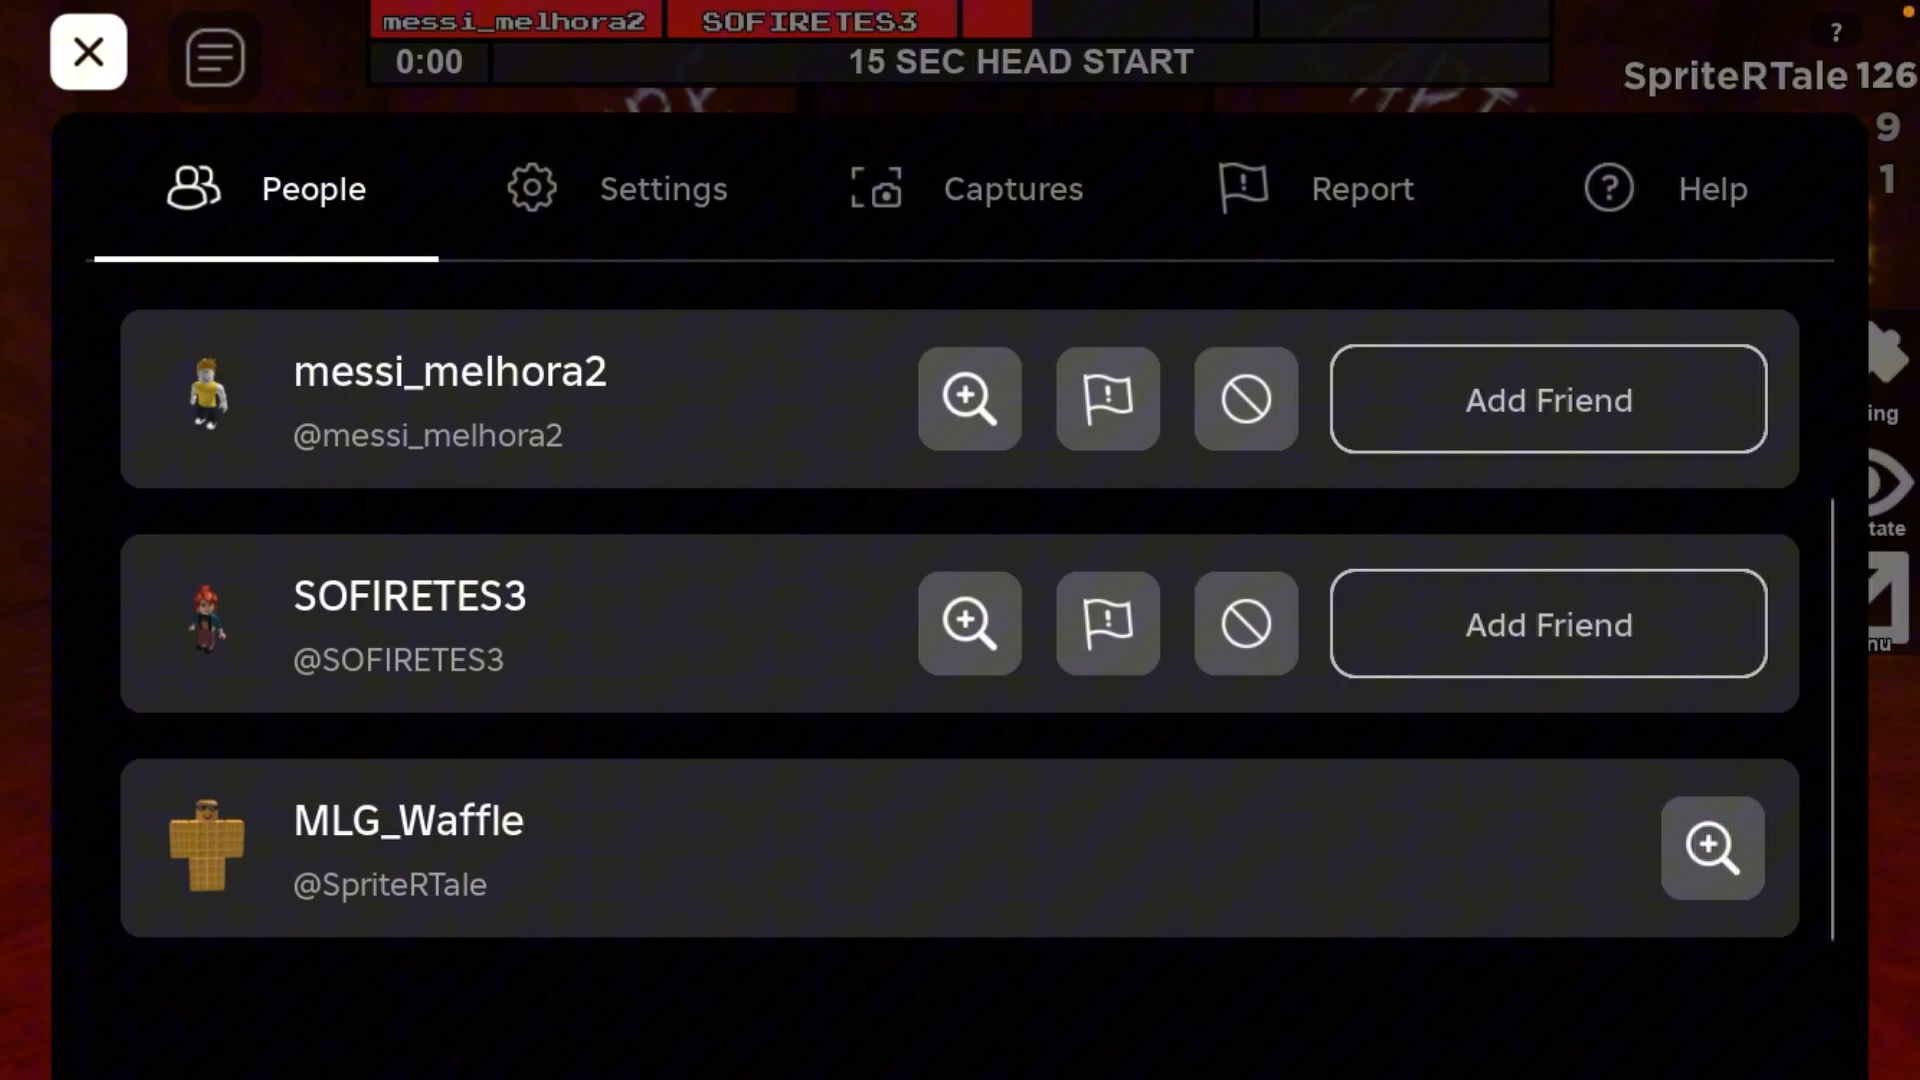 messi_melhora2 SOFIRETES3
0:00 15 SEC HEAD START
?
SpriteRTale 126
9
1
People Settings Captures Report Help
messi_melhora2
@messi_melhora2
Add Friend
ing
SOFIRETES3
@SOFIRETES3
Add Friend
tate
nu
MLG_Waffle
@SpriteRTale